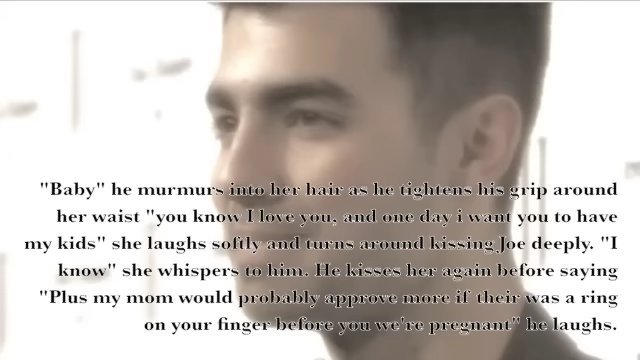 "Baby" he murmurs into her hair as he tightens his grip around
her waist "you know I love you, and one day i want you to have
my kids" she laughs softly and turns around kissing Joe deeply. "I
know" she whispers to him. He kisses her again before saying
"Plus my mom would probably approve more if their was a ring
on your finger before you we're pregnant" he laughs.